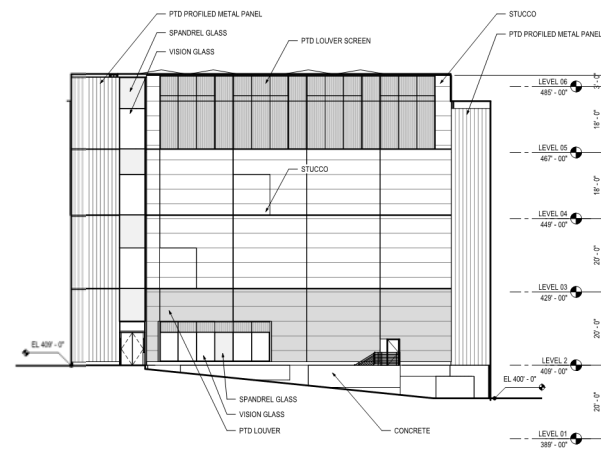 PTD PROFILED METAL PANEL
SPANDREL GLASS
VISION GLASS
PTD LOUVER SCREEN
STUCCO
PTD PROFILED METAL PANEL
LEVEL 06
485' - 00"
3' - 0"
18' - 0"
LEVEL 05
467' - 00"
18' - 0"
STUCCO
LEVEL 04
449' - 00"
20' - 0"
LEVEL 03
429' - 00"
20' - 0"
EL 409' - 0"
LEVEL 2
409' - 00"
EL 400' - 0"
20' - 0"
SPANDREL GLASS
VISION GLASS
PTD LOUVER
CONCRETE
LEVEL 01
389' - 00"